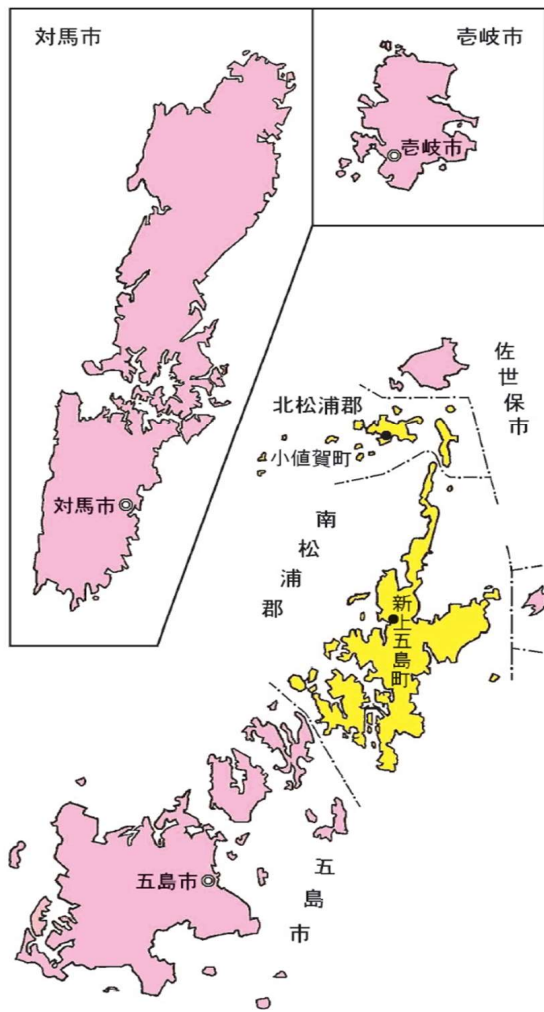 対馬市
壱岐市
壱岐市
佐世保市
北松浦郡
小値賀町
対馬市
南松浦郡
新上五島町
五島市
五島市